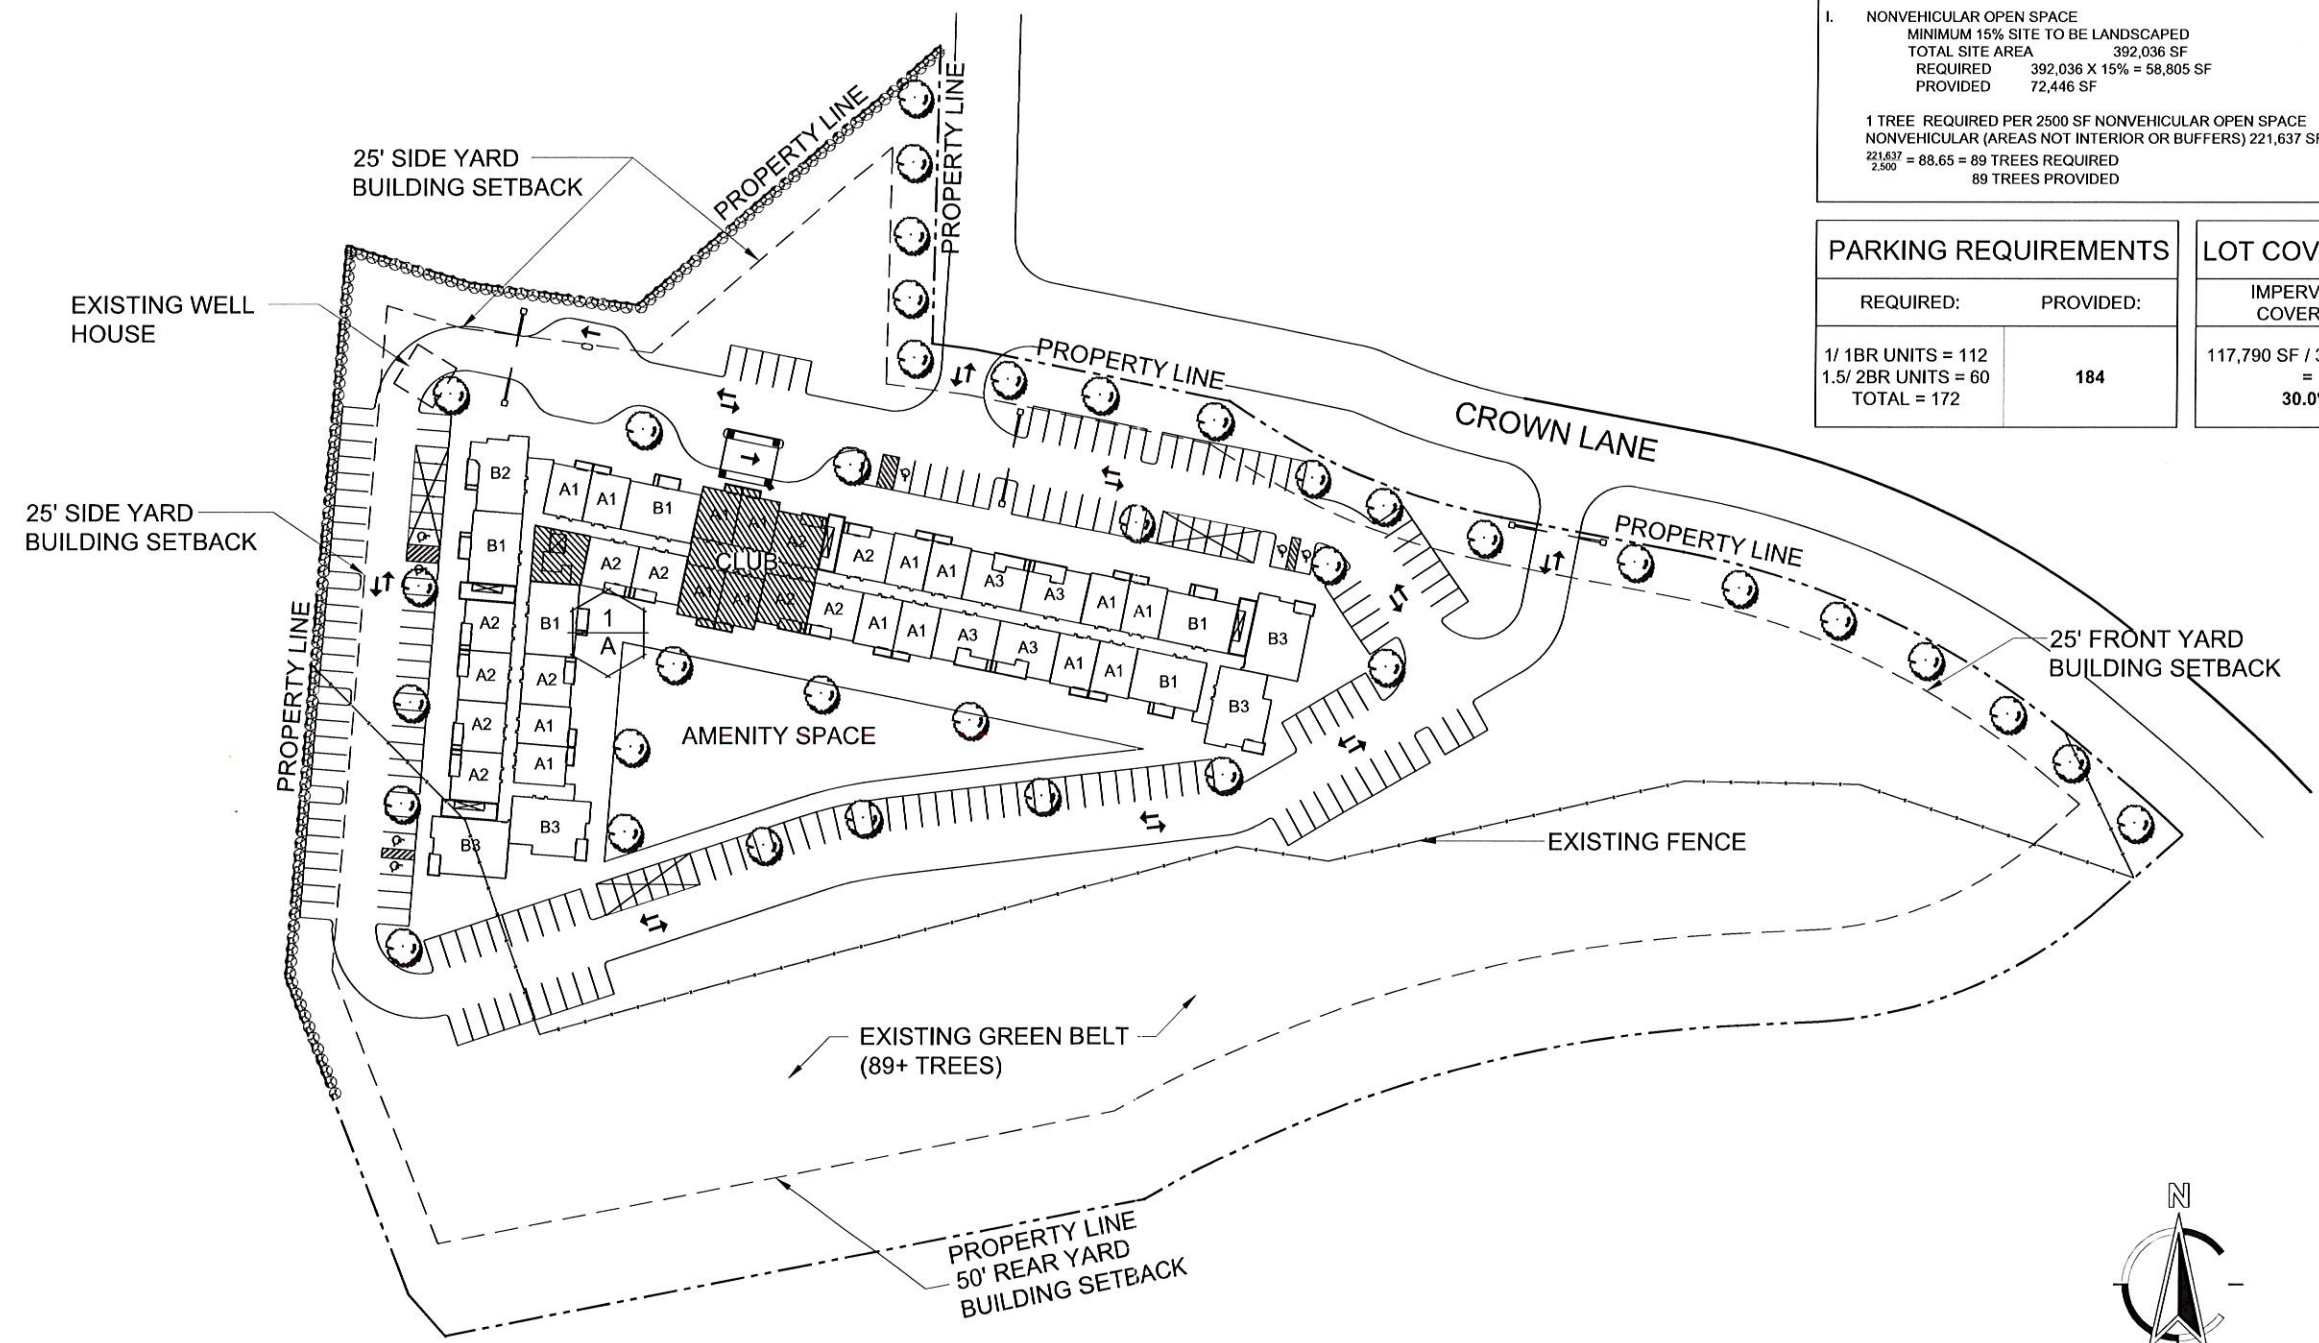 I. NONVEHICULAR OPEN SPACE
MINIMUM 15% SITE TO BE LANDSCAPED
TOTAL SITE AREA 392,036 SF
REQUIRED 392,036 X 15% = 58,805 SF
PROVIDED 72,446 SF
1 TREE REQUIRED PER 2500 SF NONVEHICULAR OPEN SPACE
NONVEHICULAR (AREAS NOT INTERIOR OR BUFFERS) 221,637 SF
221,637
2,500
= 88.65 = 89 TREES REQUIRED
89 TREES PROVIDED
PARKING REQUIREMENTS
REQUIRED: PROVIDED:
1/ 1BR UNITS = 112
1.5/ 2BR UNITS = 60
TOTAL = 172
184
LOT COV
IMPERV
COVER
117,790 SF / 3
=
30.0
25' SIDE YARD
BUILDING SETBACK
PROPERTY LINE
PROPERTY LINE
EXISTING WELL
HOUSE
PROPERTY LINE
CROWN LANE
PROPERTY LINE
25' SIDE YARD
BUILDING SETBACK
PROPERTY LINE
25' FRONT YARD
BUILDING SETBACK
B2
A1
A1
B1
A1
A1
A2
A2
A1
A1
A3
A3
A1
A1
B1
B3
B1
A2
A2
CLUB
A1
A1
A2
A2
A1
A1
A3
A3
A1
A1
B1
B3
A2
B1
1
A
A2
A2
A2
A1
A2
A1
B3
B3
AMENITY SPACE
EXISTING FENCE
EXISTING GREEN BELT
(89+ TREES)
PROPERTY LINE
50' REAR YARD
BUILDING SETBACK
N